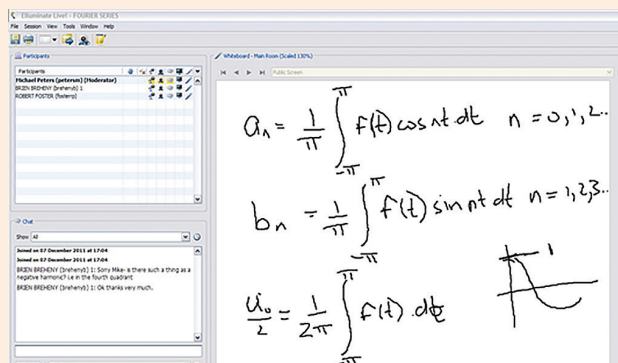 Elluminate Live! - FOURIER SERIES
File Session View Tools Window Help
Participants
Participants
Michael Peters (petersm) (Moderator)
BRIEN BREHENY (brehenyb) 1
ROBERT FOSTER (fosterrp)
Chat
Show All
Joined on 07 December 2011 at 17:04
Joined on 07 December 2011 at 17:04
BRIEN BREHENY (brehenyb) 1: Sorry Mike- is there such a thing as a
negative harmonic? i.e in the fourth quadrant
BRIEN BREHENY (brehenyb) 1: Ok thanks very much.
Whiteboard - Main Room (Scaled 130%)
Public Screen
aₙ = 1/π ∫_{-π}^{π} f(t) cos nt dt n = 0,1,2..
bₙ = 1/π ∫_{-π}^{π} f(t) sin nt dt n = 1,2,3..
a₀/2 = 1/2π ∫_{-π}^{π} f(t) dt
1